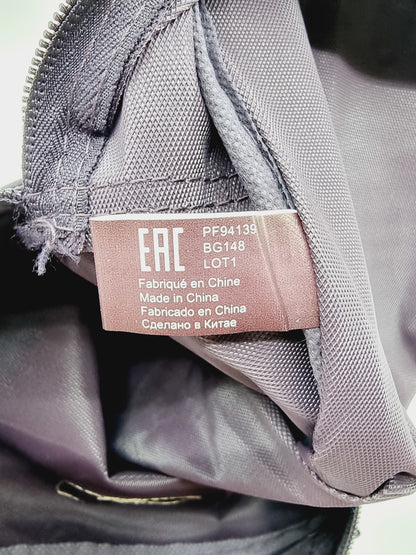 EAC
PF94139
BG148
LOT1
Fabriqué en Chine
Made in China
Fabricado en China
Сделано в Китае